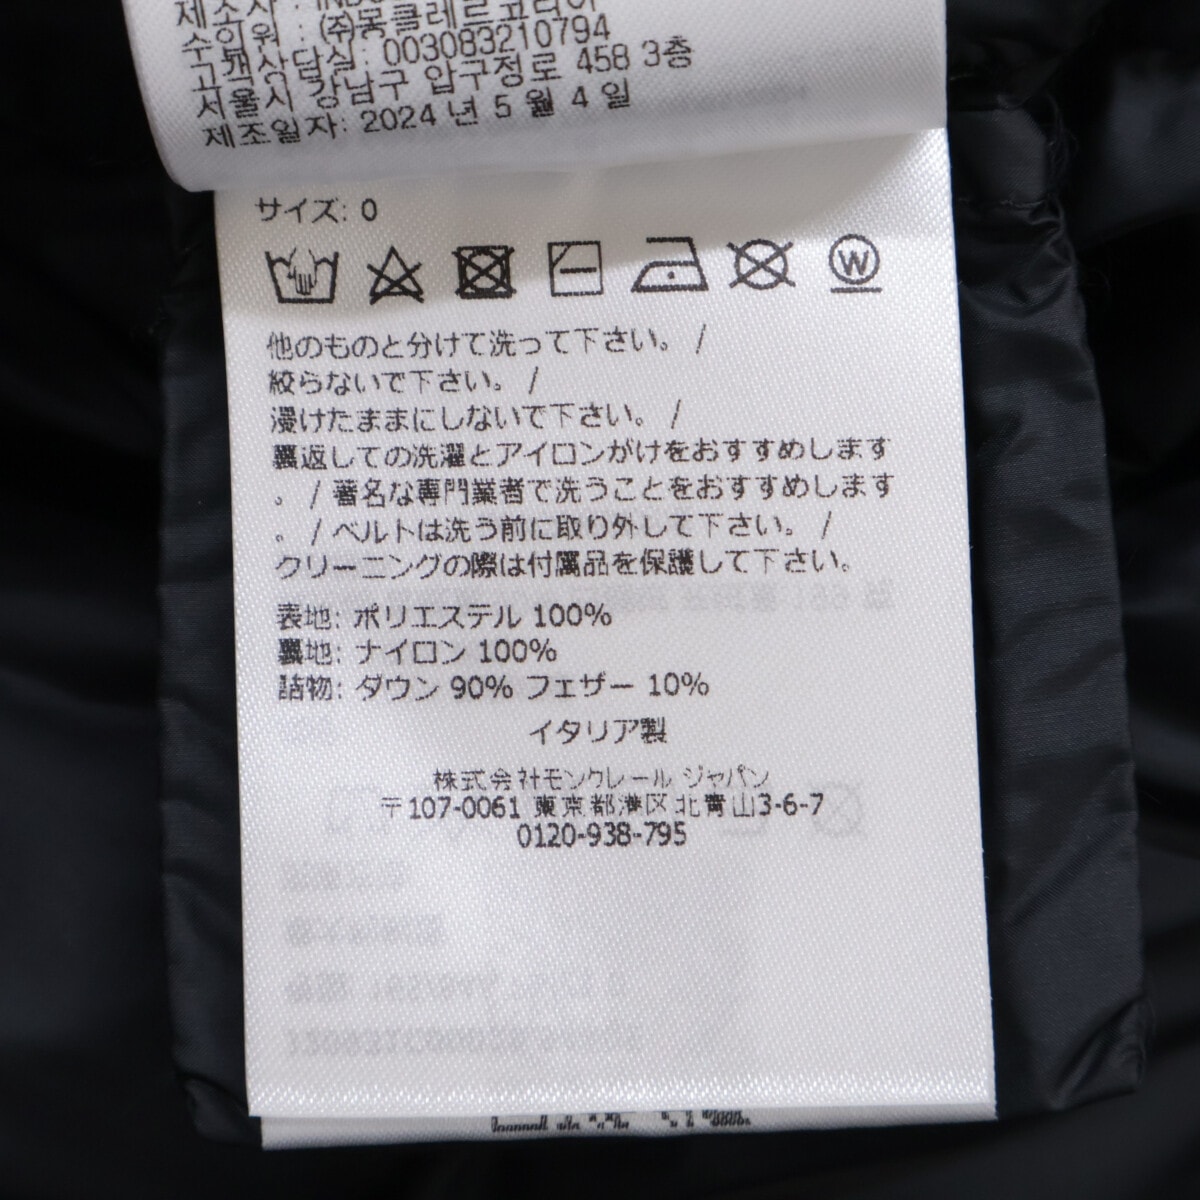 수입원 : (주)몽클레르코리아
고객상담실: 003083210794
서울시 강남구 압구정로 458 3층
제조일자: 2024 년 5 월 4 일
サイズ: 0
W
他のものと分けて洗って下さい。 /
絞らないで下さい。 /
浸けたままにしないで下さい。 /
裏返しての洗濯とアイロンがけをおすすめします
。 / 著名な専門業者で洗うことをおすすめします
。 / ベルトは洗う前に取り外して下さい。 /
クリーニングの際は付属品を保護して下さい。
表地: ポリエステル 100%
裏地: ナイロン 100%
詰物: ダウン 90% フェザー 10%
イタリア製
株式会社モンクレール ジャパン
〒107-0061 東京都港区北青山3-6-7
0120-938-795